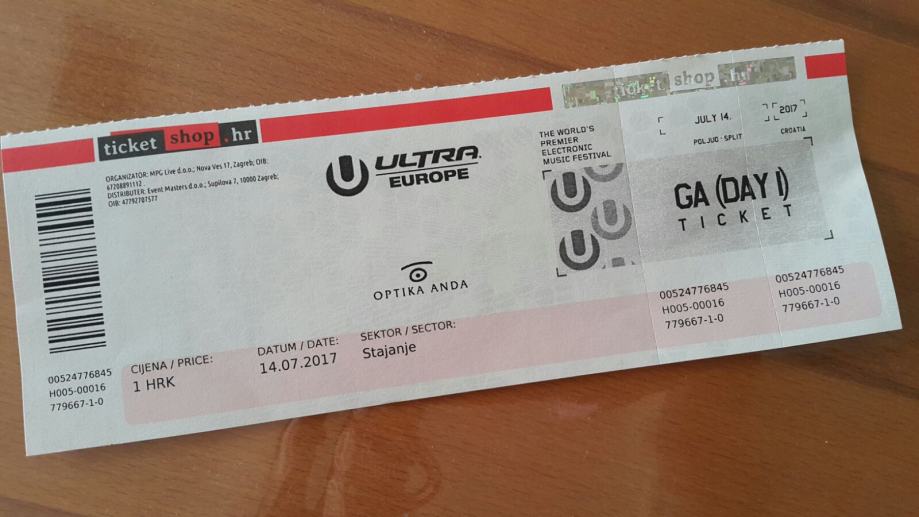 ticket shop .hr
ORGANIZATOR: MPG Live d.o.o.; Nova Ves 17, Zagreb; OIB:
67208891112 .
DISTRIBUTER: Event Masters d.o.o.; Supilova 7, 10000 Zagreb;
OIB: 47792707577
ULTRA
EUROPE
OPTIKA ANDA
00524776845
H005-00016
779667-1-0
CIJENA / PRICE:
1 HRK
DATUM / DATE:
14.07.2017
SEKTOR / SECTOR:
Stajanje
ticket shop .hr
THE WORLD'S
PREMIER
ELECTRONIC
MUSIC FESTIVAL
JULY 14.
2017
POLJUD - SPLIT
CROATIA
GA (DAY 1)
TICKET
00524776845
H005-00016
779667-1-0
00524776845
H005-00016
779667-1-0